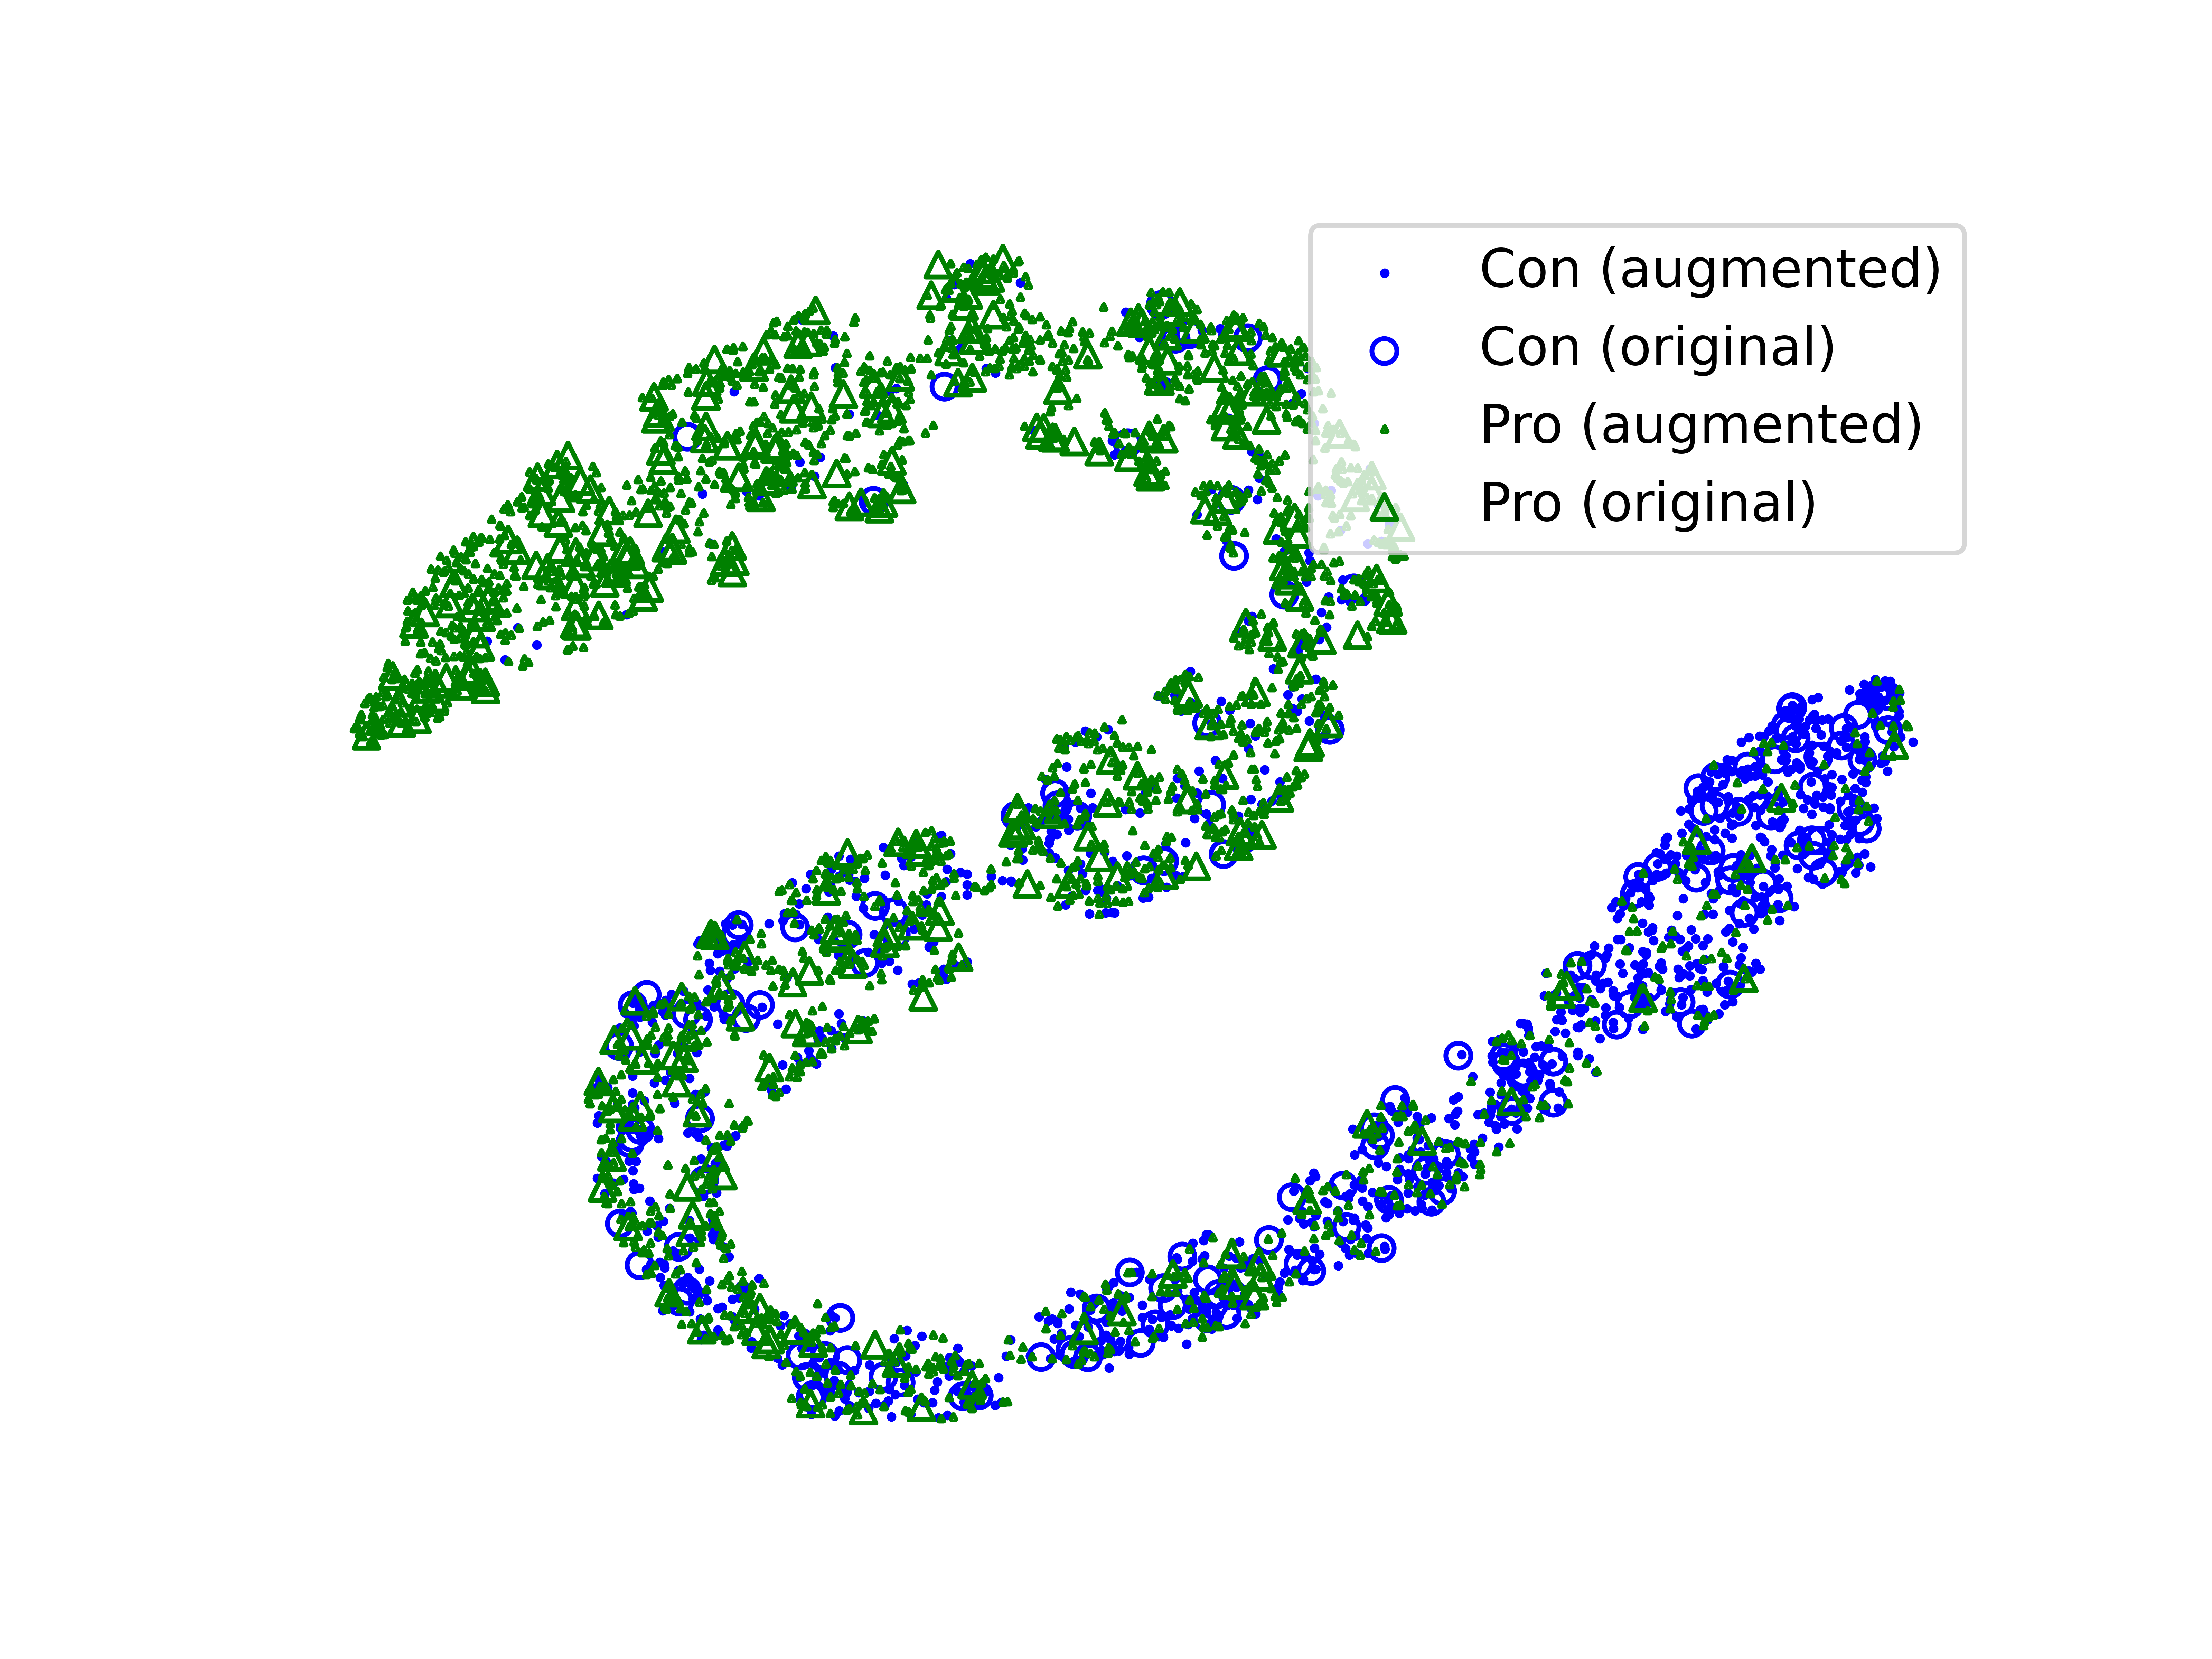 Con (augmented)
Con (original)
Pro (augmented)
Pro (original)